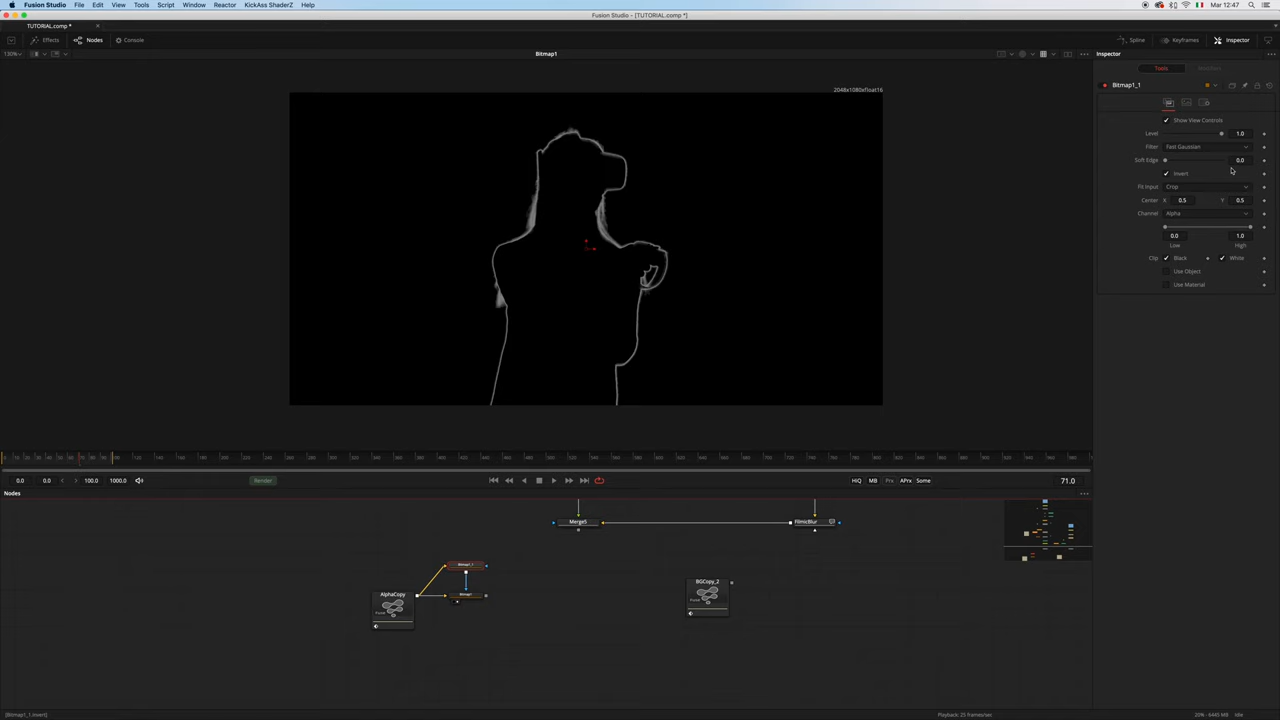 Fusion Studio File Edit View Tools Script Window Reactor KickAss ShaderZ Help Mar 12:47
Fusion Studio - [TUTORIAL.comp *]
TUTORIAL.comp *
Effects Nodes Console Spline Keyframes Inspector
130% Bitmap1 Inspector
Tools Modifiers
2048x1080xfloat16
Bitmap1_1
Show View Controls
Level 1.0
Filter Fast Gaussian
Soft Edge 0.0
Invert
Fit Input Crop
Center X 0.5 Y 0.5
Channel Alpha
0.0 1.0
Low High
Clip Black White
Use Object
Use Material
0.0 0.0 100.0 1000.0 Render HiQ MB Prx APrx Some 71.0
Nodes
Merge5 FilmicBlur
Bitmap1_1
AlphaCopy Bitmap1 BGCopy_2
[Bitmap1_1.Invert] Playback: 25 frames/sec 20% - 6445 MB Idle